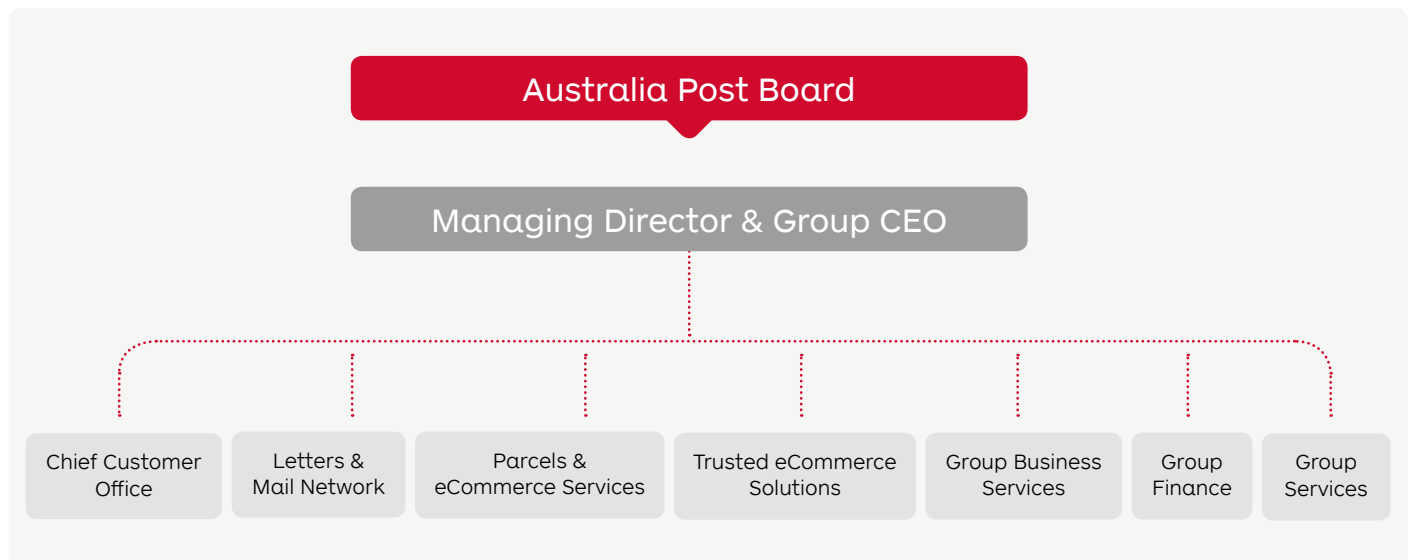 Australia Post Board
Managing Director & Group CEO
Chief Customer
Office
Letters &
Mail Network
Parcels &
eCommerce Services
Trusted eCommerce
Solutions
Group Business
Services
Group
Finance
Group
Services